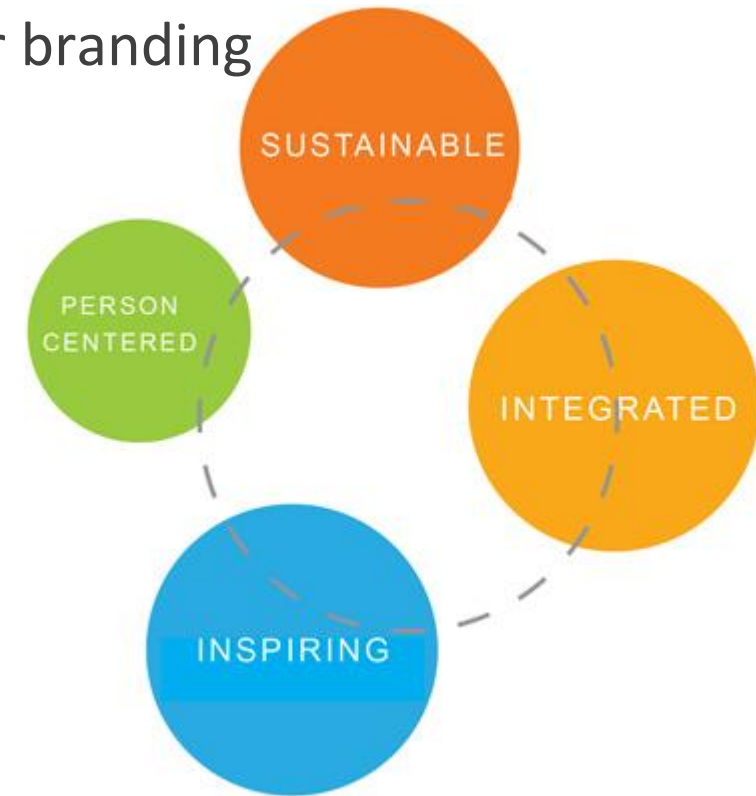 r branding
SUSTAINABLE
PERSON
CENTERED
INTEGRATED
INSPIRING